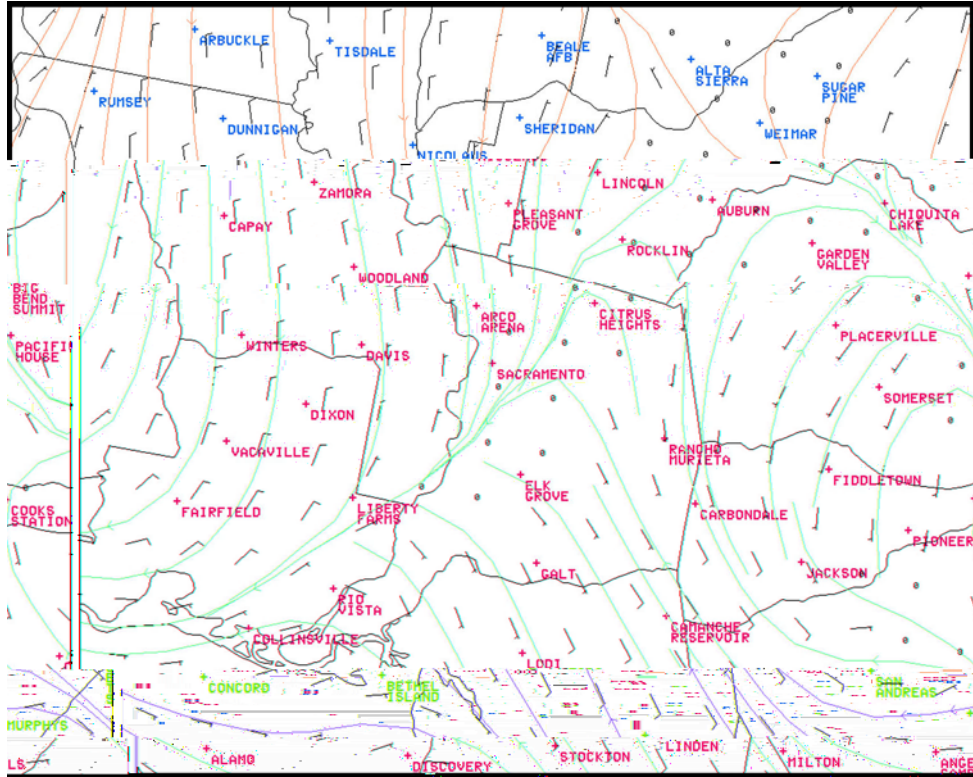 ARBUCKLE
TISDALE
BEALE
AFB
ALTA
SIERRA
SUGAR
PINE
RUMSEY
DUNNIGAN
SHERIDAN
WEIMAR
NICOLAUS
ZAMORA
LINCOLN
CAPAY
PLEASANT
GROVE
AUBURN
CHIQUITA
LAKE
ROCKLIN
GARDEN
VALLEY
WOODLAND
BIG
BEND
SUMMIT
ARCO
ARENA
CITRUS
HEIGHTS
PACIFIC
HOUSE
WINTERS
DAVIS
PLACERVILLE
SACRAMENTO
SOMERSET
DIXON
VACAVILLE
RANCHO
MURIETA
ELK
GROVE
FIDDLETOWN
COOKS
STATION
FAIRFIELD
LIBERTY
FARMS
CARBONDALE
PIONEER
GALT
JACKSON
RIO
VISTA
COLLINSVILLE
CAMANCHE
RESERVOIR
LODI
CONCORD
BETHEL
ISLAND
SAN
ANDREAS
MURPHYS
LINDEN
LS
ALAMO
DISCOVERY
STOCKTON
MILTON
ANGE